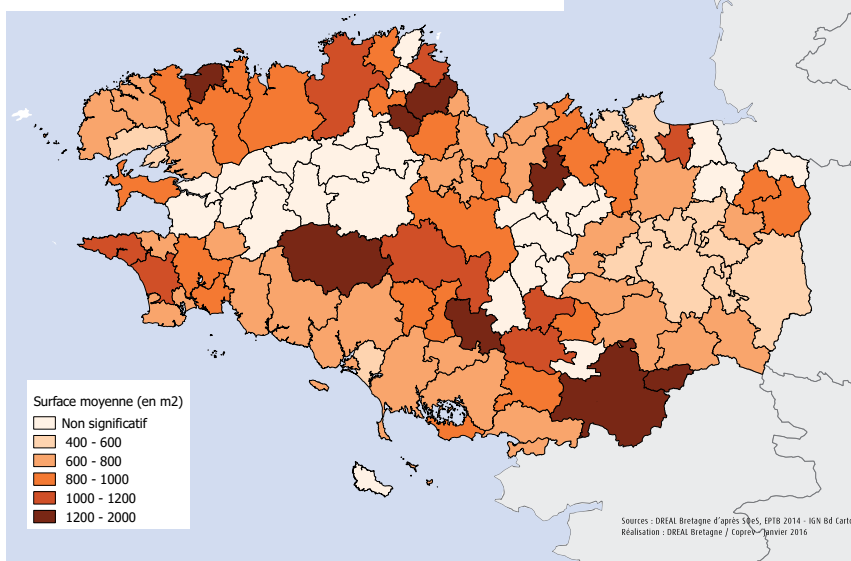 Surface moyenne (en m2)
Non significatif
400 - 600
600 - 800
800 - 1000
1000 - 1200
1200 - 2000
Sources : DREAL Bretagne d'après SOeS, EPTB 2014 - IGN Bd Carto
Réalisation : DREAL Bretagne / Coprev - Janvier 2016